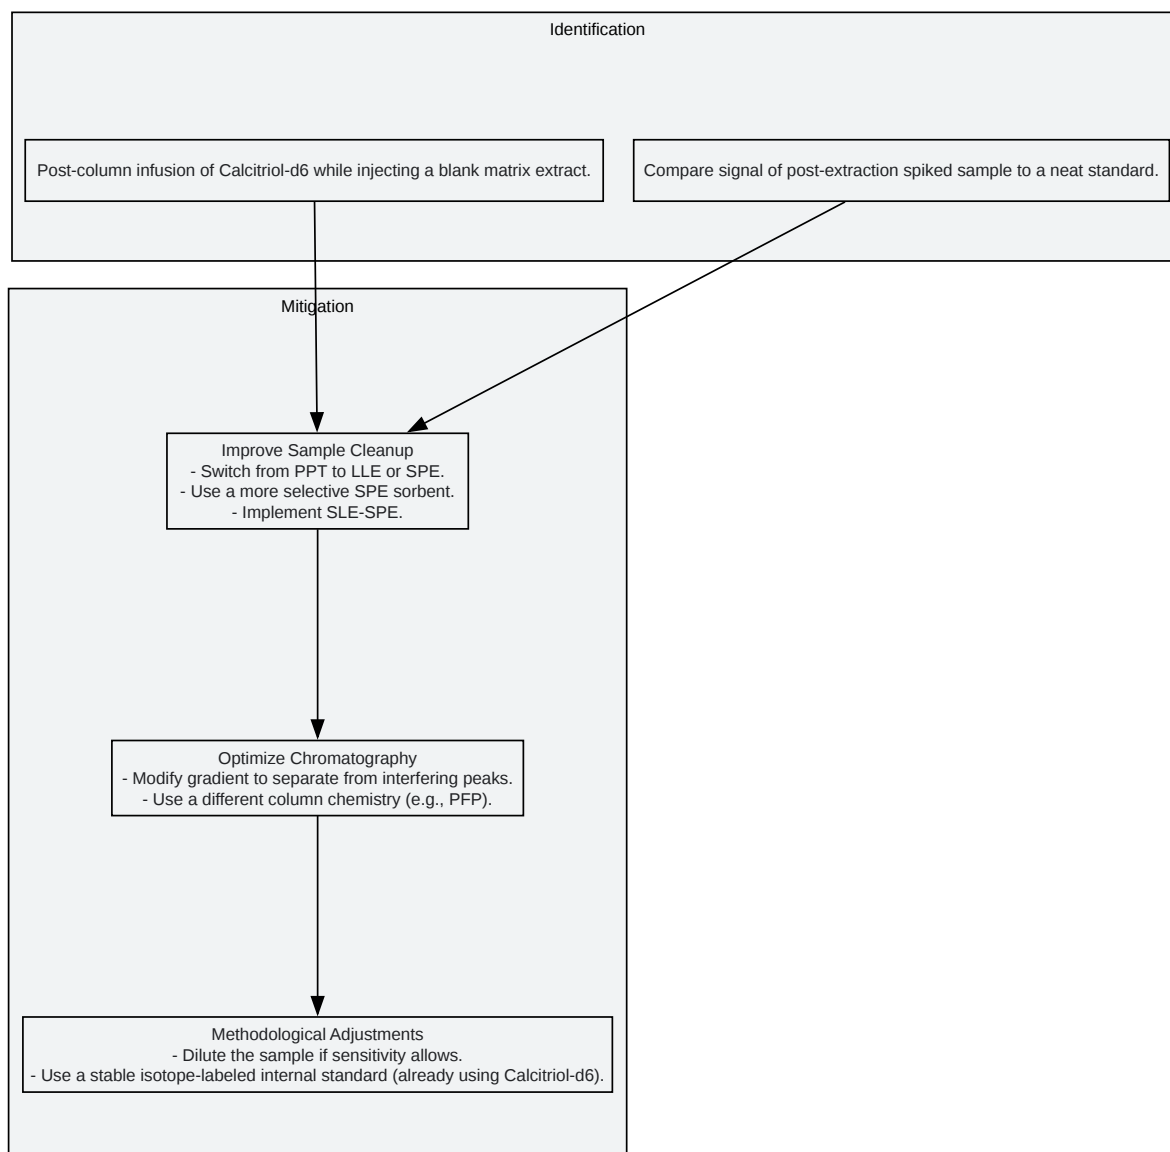 Identification
Post-column infusion of Calcitriol-d6 while injecting a blank matrix extract.
Compare signal of post-extraction spiked sample to a neat standard.
Mitigation
Improve Sample Cleanup
- Switch from PPT to LLE or SPE.
- Use a more selective SPE sorbent.
- Implement SLE-SPE.
Optimize Chromatography
- Modify gradient to separate from interfering peaks.
- Use a different column chemistry (e.g., PFP).
Methodological Adjustments
- Dilute the sample if sensitivity allows.
- Use a stable isotope-labeled internal standard (already using Calcitriol-d6).